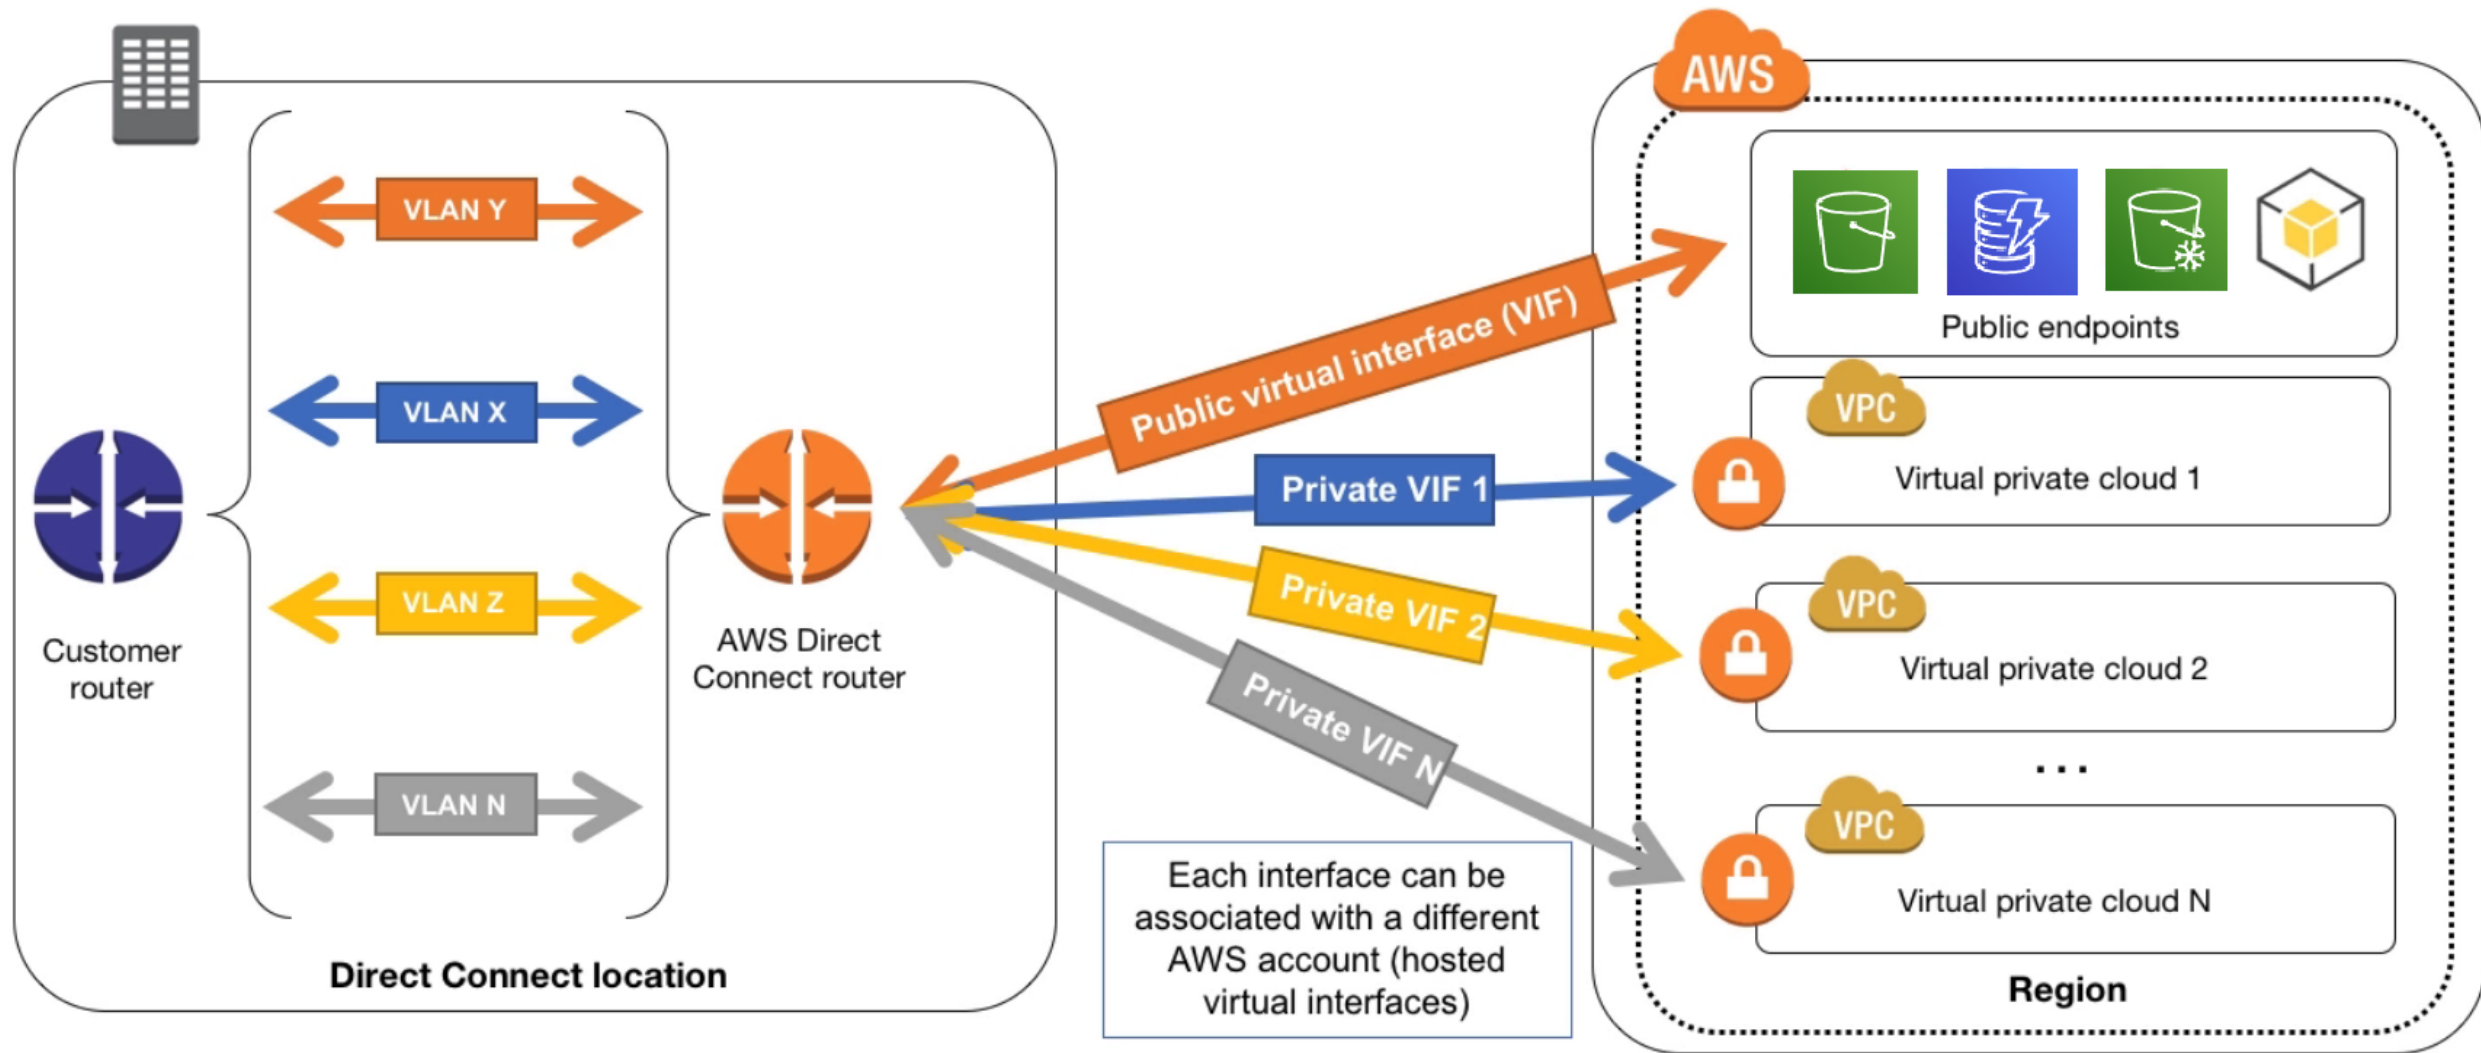 AWS
VLAN Y
VLAN X
VLAN Z
VLAN N
Customer
router
AWS Direct
Connect router
Direct Connect location
Public virtual interface (VIF)
Private VIF 1
Private VIF 2
Private VIF N
Each interface can be
associated with a different
AWS account (hosted
virtual interfaces)
Public endpoints
VPC
Virtual private cloud 1
VPC
Virtual private cloud 2
...
VPC
Virtual private cloud N
Region